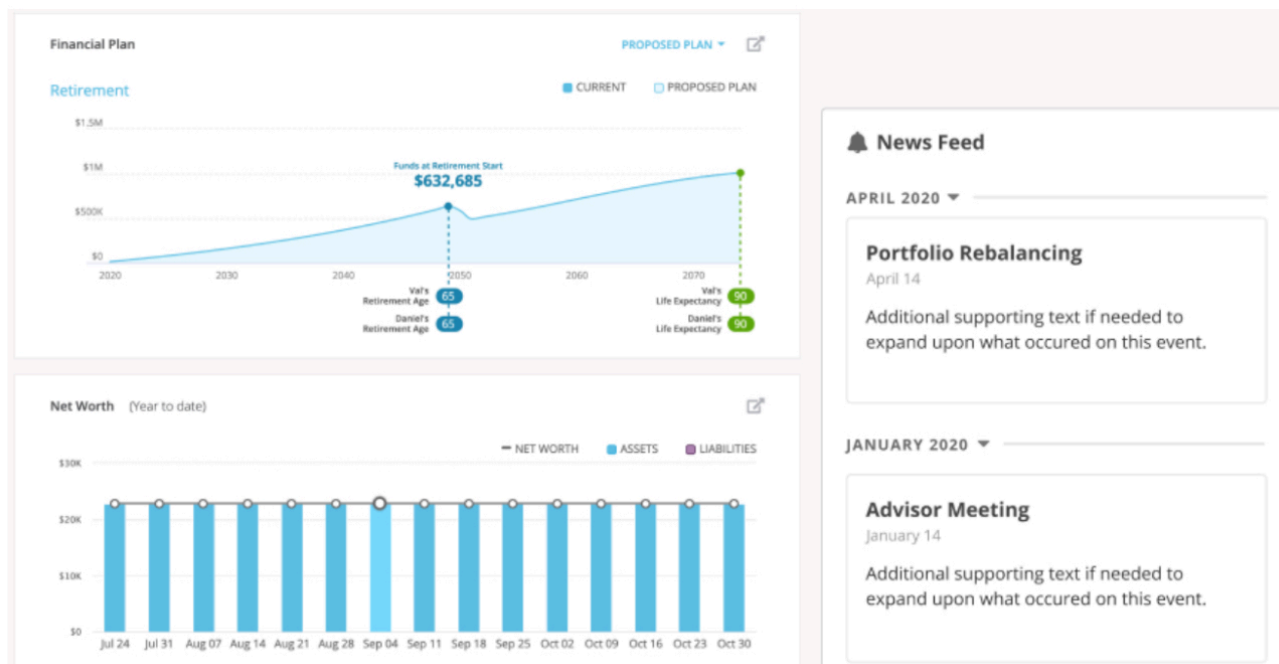 Financial Plan
PROPOSED PLAN
Retirement
CURRENT
PROPOSED PLAN
$1.5M
$1M
$500K
$0
Funds at Retirement Start
$632,685
2020
2030
2040
2050
2060
2070
Val's
Retirement Age
65
Daniel's
Retirement Age
65
Val's
Life Expectancy
90
Daniel's
Life Expectancy
90
Net Worth (Year to date)
NET WORTH
ASSETS
LIABILITIES
$30K
$20K
$10K
$0
Jul 24
Jul 31
Aug 07
Aug 14
Aug 21
Aug 28
Sep 04
Sep 11
Sep 18
Sep 25
Oct 02
Oct 09
Oct 16
Oct 23
Oct 30
News Feed
APRIL 2020
Portfolio Rebalancing
April 14
Additional supporting text if needed to
expand upon what occured on this event.
JANUARY 2020
Advisor Meeting
January 14
Additional supporting text if needed to
expand upon what occured on this event.